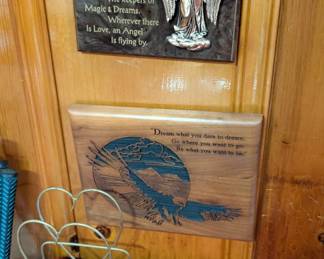 the keepers of
Magic & Dreams.
Wherever there
is Love, an Angel
Is flying by.
"Dream what you dare to dream.
Go where you want to go.
Be what you want to be."